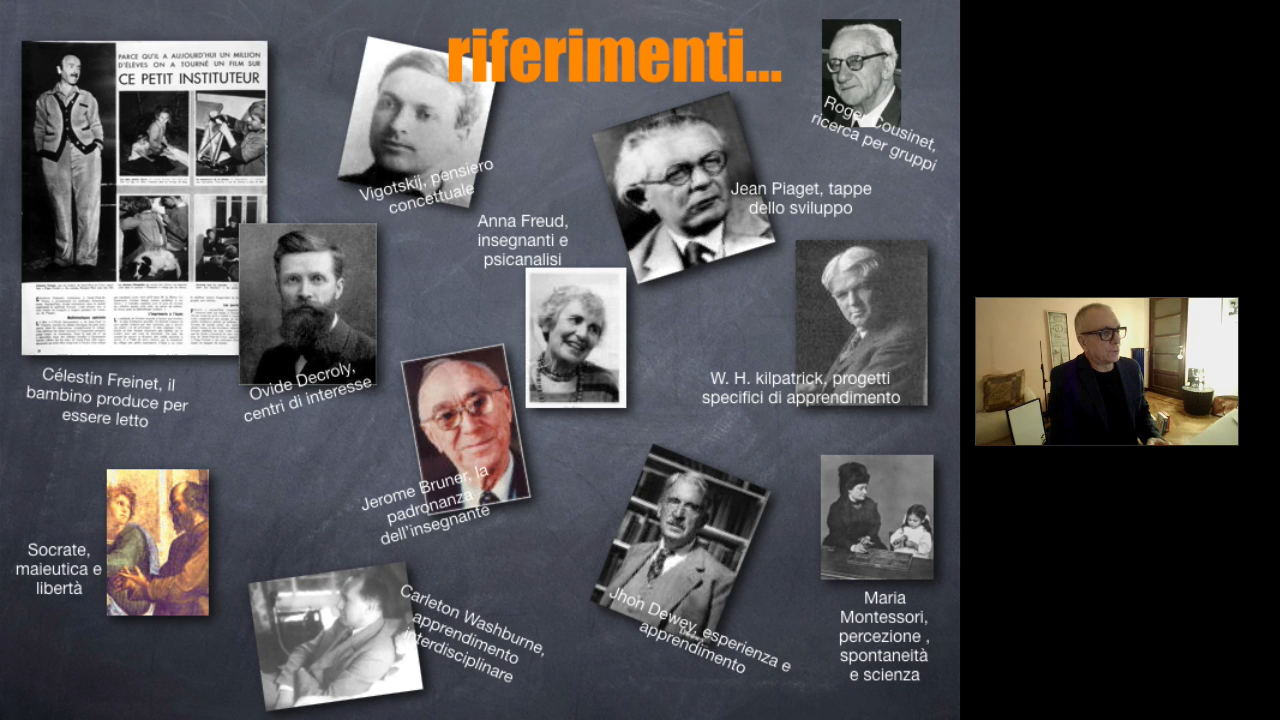 riferimenti...
PARCE QU'IL A AUJOURD'HUI UN MILLION
D'ÉLÈVES ON A TOURNÉ UN FILM SUR
CE PETIT INSTITUTEUR
Roger Cousinet,
ricerca per gruppi
Vigotskij, pensiero
concettuale
Jean Piaget, tappe
dello sviluppo
Anna Freud,
insegnanti e
psicanalisi
Célestin Freinet, il
bambino produce per
essere letto
Ovide Decroly,
centri di interesse
W. H. kilpatrick, progetti
specifici di apprendimento
Jerome Bruner, la
padronanza
dell'insegnante
Socrate,
maieutica e
libertà
Carleton Washburne,
apprendimento
interdisciplinare
Jhon Dewey, esperienza e
apprendimento
Maria
Montessori,
percezione ,
spontaneità
e scienza